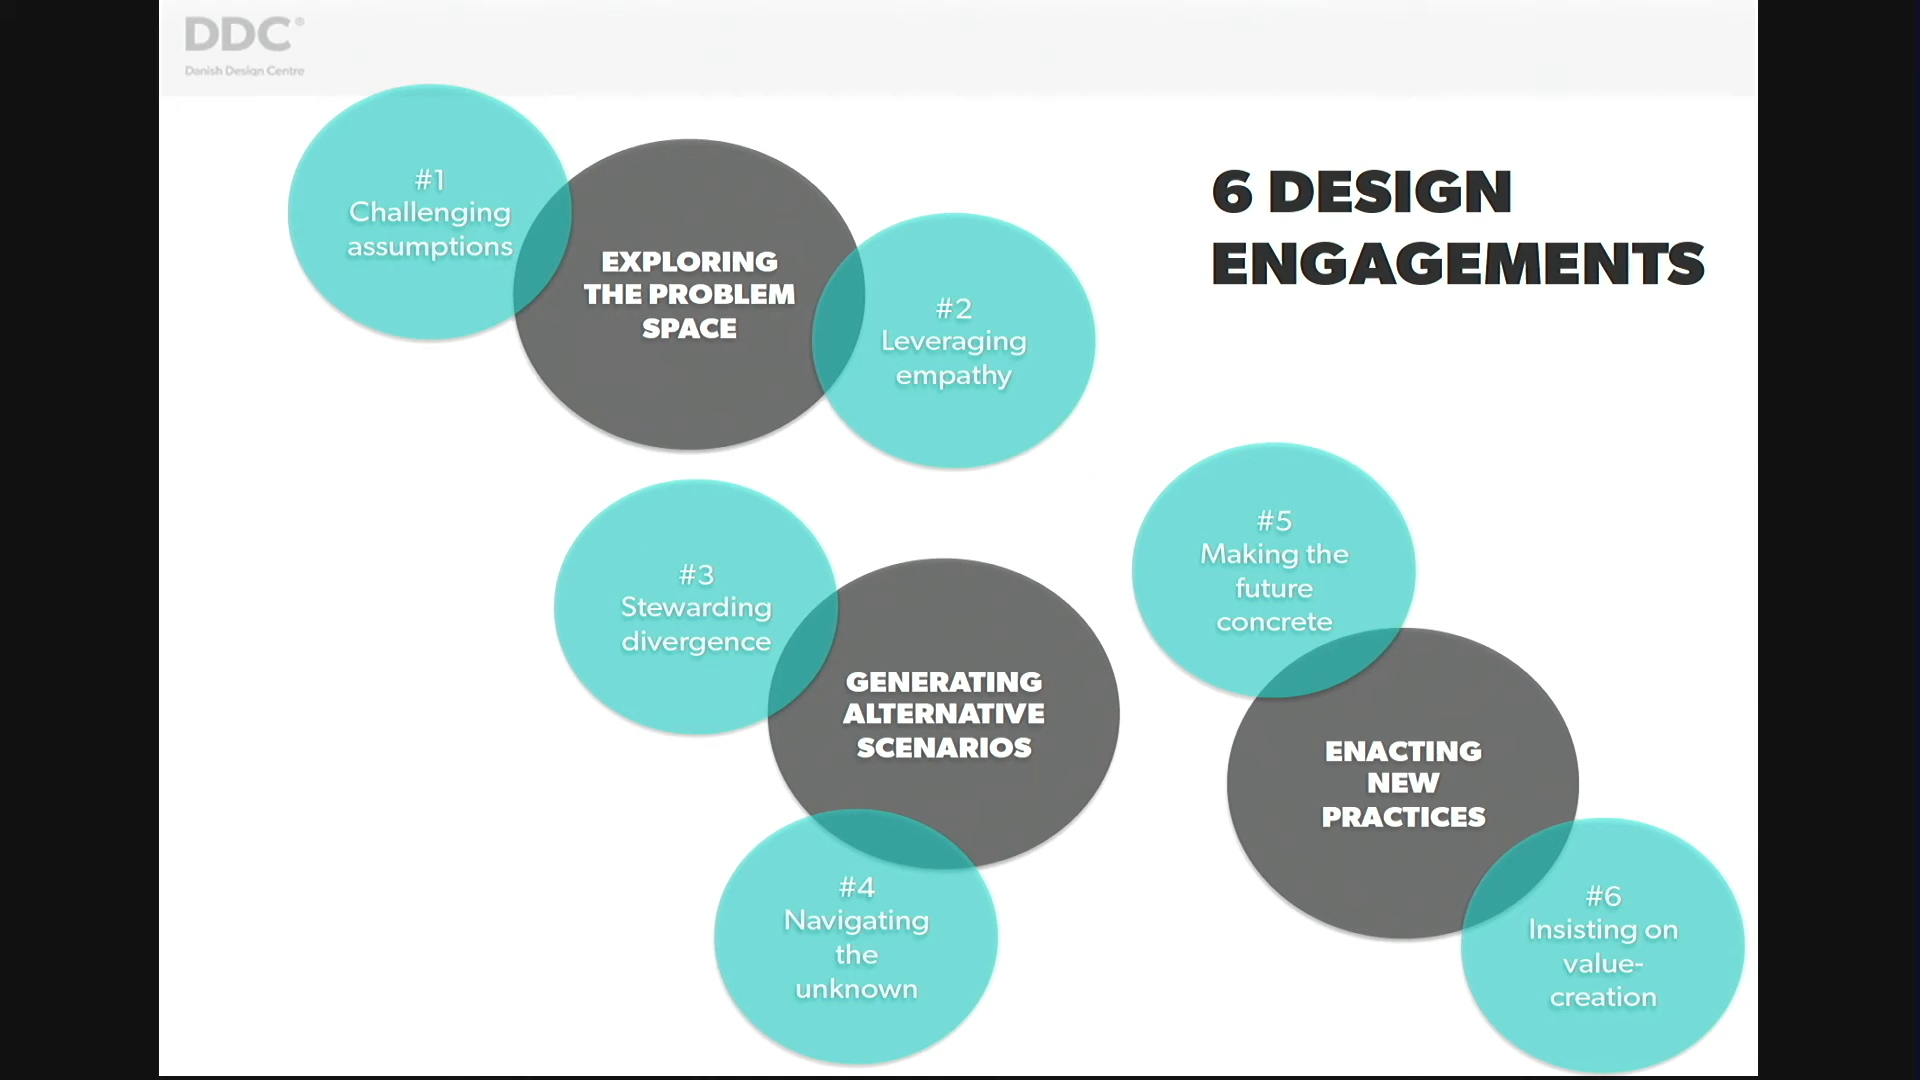 DDC®
Danish Design Centre
6 DESIGN
ENGAGEMENTS
#1
Challenging
assumptions
EXPLORING
THE PROBLEM
SPACE
#2
Leveraging
empathy
#3
Stewarding
divergence
GENERATING
ALTERNATIVE
SCENARIOS
#4
Navigating
the
unknown
#5
Making the
future
concrete
ENACTING
NEW
PRACTICES
#6
Insisting on
value-
creation